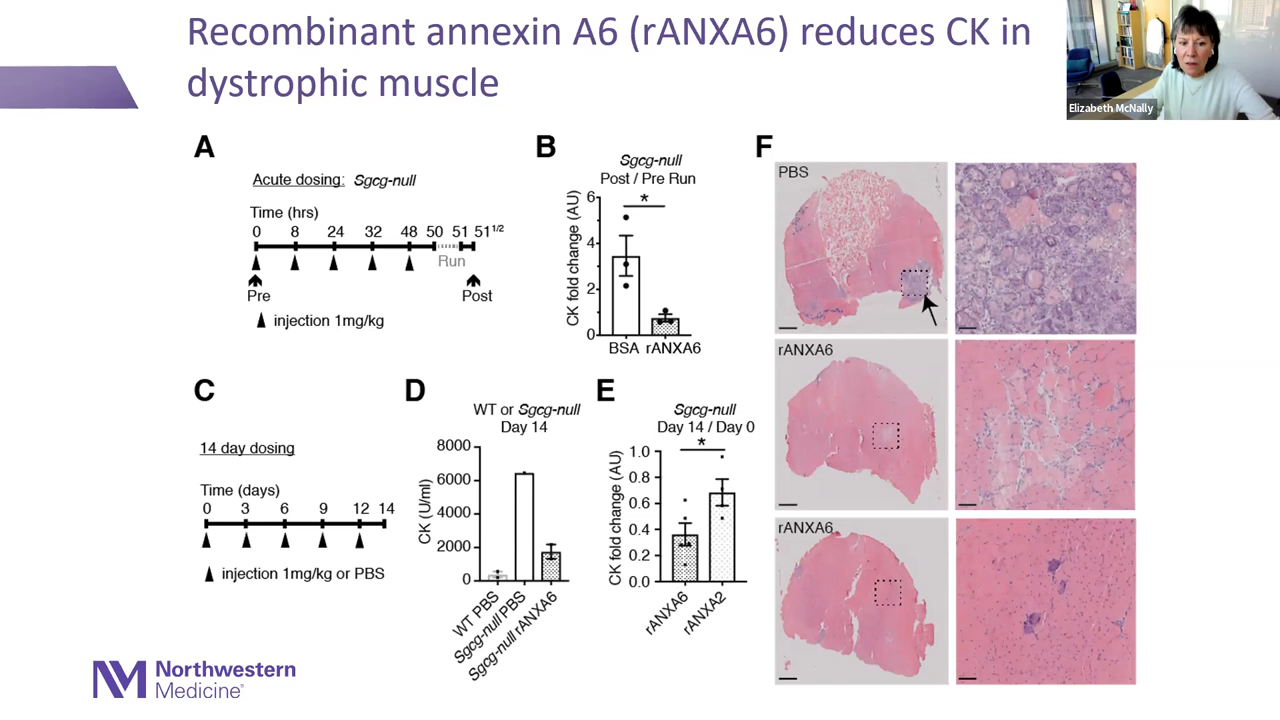 Recombinant annexin A6 (rANXA6) reduces CK in
dystrophic muscle
Elizabeth McNally
A
Acute dosing: Sgcg-null
Time (hrs)
0 8 24 32 48 50 51 51 1/2
Run
Pre Post
injection 1mg/kg
B
Sgcg-null
Post / Pre Run
*
CK fold change (AU)
6
4
2
0
BSA rANXA6
C
14 day dosing
Time (days)
0 3 6 9 12 14
injection 1mg/kg or PBS
D
WT or Sgcg-null
Day 14
CK (U/ml)
8000
6000
4000
2000
0
WT PBS
Sgcg-null PBS
Sgcg-null rANXA6
E
Sgcg-null
Day 14 / Day 0
*
CK fold change (AU)
1.0
0.8
0.6
0.4
0.2
0.0
rANXA6
rANXA2
F
PBS
rANXA6
rANXA6
NM
Northwestern
Medicine®